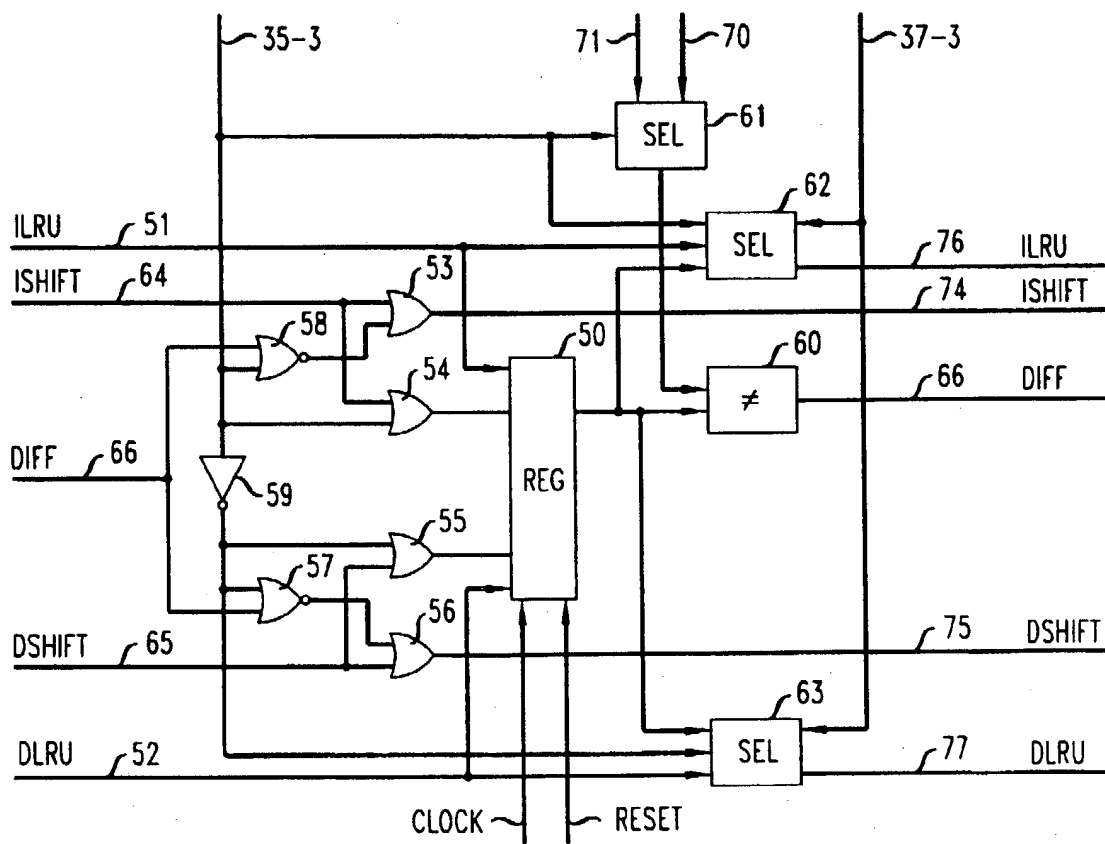 35-3
71
70
37-3
SEL
61
62
ILRU
51
SEL
76
ILRU
ISHIFT
64
53
74
ISHIFT
58
50
60
54
≠
66
DIFF
DIFF
66
59
REG
55
57
56
DSHIFT
65
75
DSHIFT
63
SEL
DLRU
52
77
DLRU
CLOCK
RESET